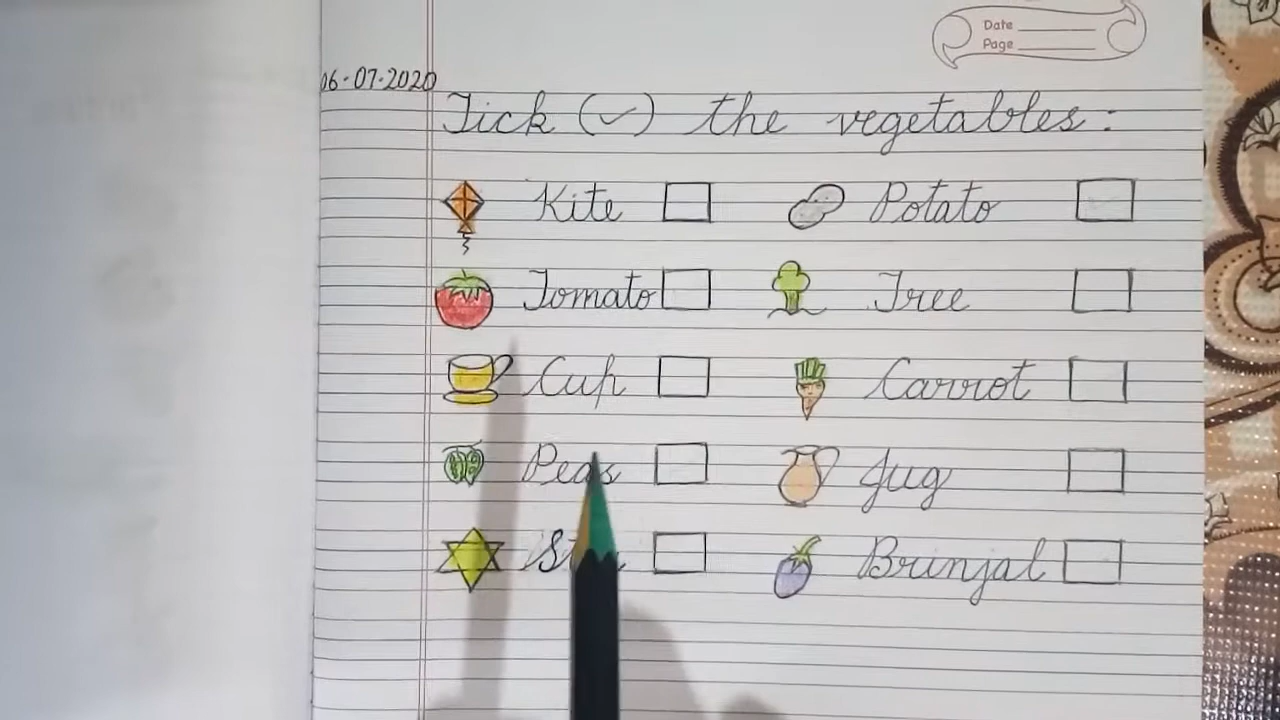 Date
Page
06-07-2020
Tick (✓) the vegetables:
Kite Potato
Tomato Tree
Cup Carrot
Peas Jug
Brinjal